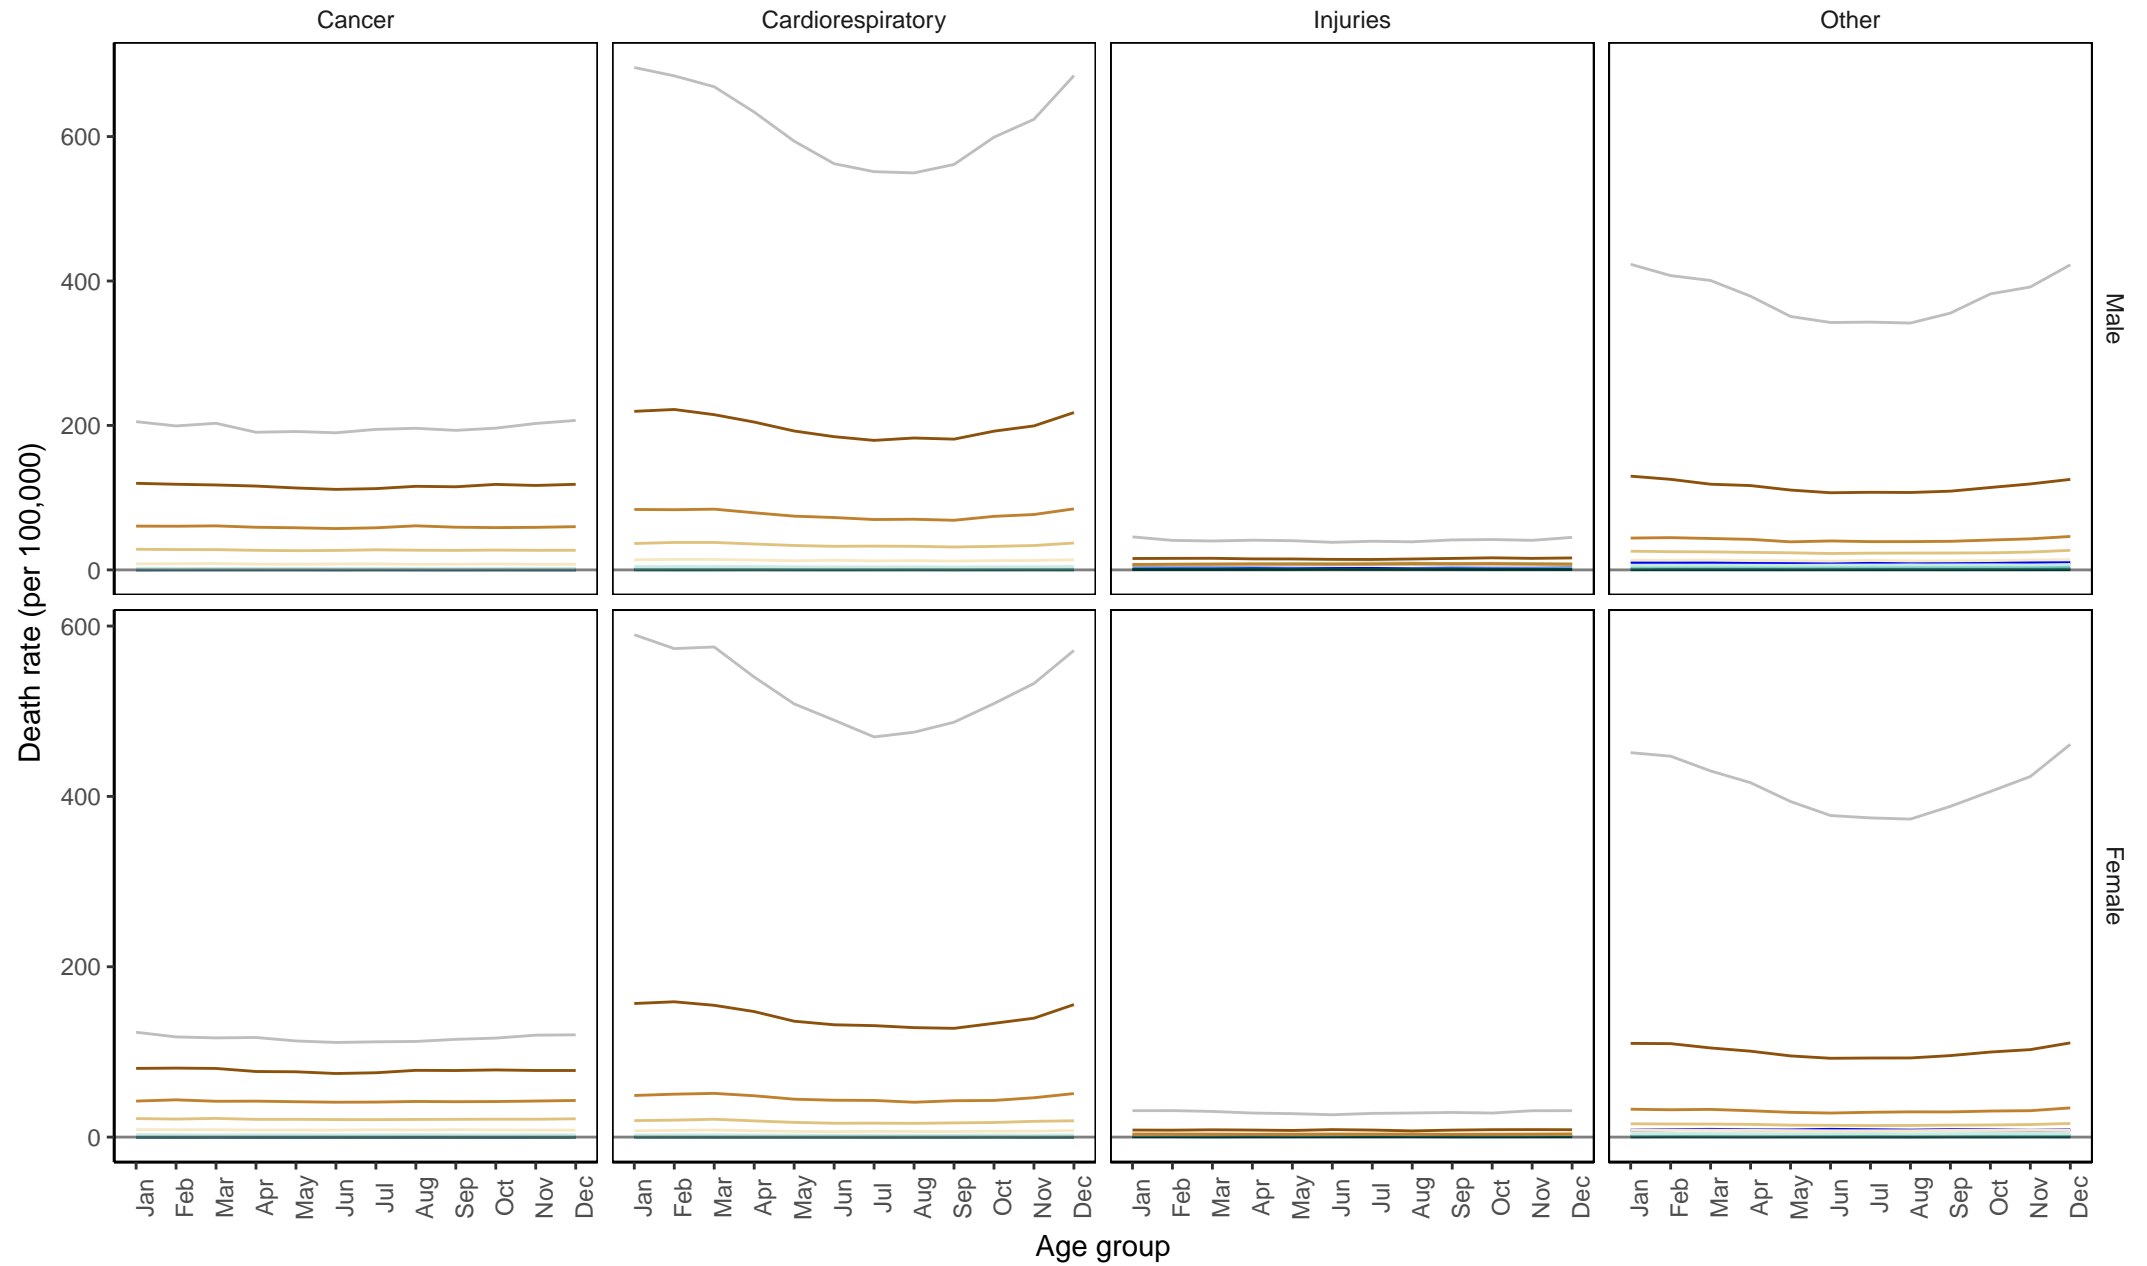 Cancer
Cardiorespiratory
Injuries
Other
Death rate (per 100,000)
600
400
200
0
Male
600
400
200
0
Female
Jan Feb Mar Apr May Jun Jul Aug Sep Oct Nov Dec
Jan Feb Mar Apr May Jun Jul Aug Sep Oct Nov Dec
Jan Feb Mar Apr May Jun Jul Aug Sep Oct Nov Dec
Jan Feb Mar Apr May Jun Jul Aug Sep Oct Nov Dec
Age group